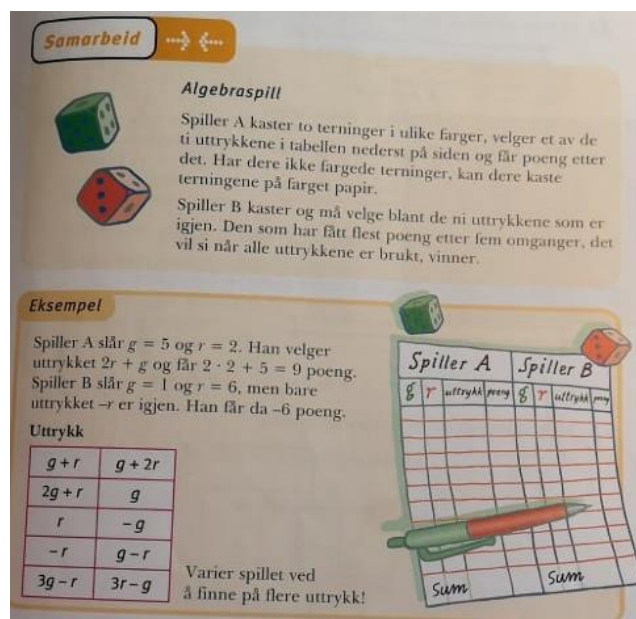 Samarbeid
Algebraspill
Spiller A kaster to terninger i ulike farger, velger et av de
ti uttrykkene i tabellen nederst på siden og får poeng etter
det. Har dere ikke fargede terninger, kan dere kaste
terningene på farget papir.
Spiller B kaster og må velge blant de ni uttrykkene som er
igjen. Den som har fått flest poeng etter fem omganger, det
vil si når alle uttrykkene er brukt, vinner.
Eksempel
Spiller A slår g = 5 og r = 2. Han velger
uttrykket 2r + g og får 2 · 2 + 5 = 9 poeng.
Spiller B slår g = 1 og r = 6, men bare
uttrykket –r er igjen. Han får da –6 poeng.
Uttrykk
g + r g + 2r
2g + r g
r – g
– r g – r
3g – r 3r – g
Varier spillet ved
å finne på flere uttrykk!
Spiller A Spiller B
g r uttrykk poeng g r uttrykk poeng
Sum Sum